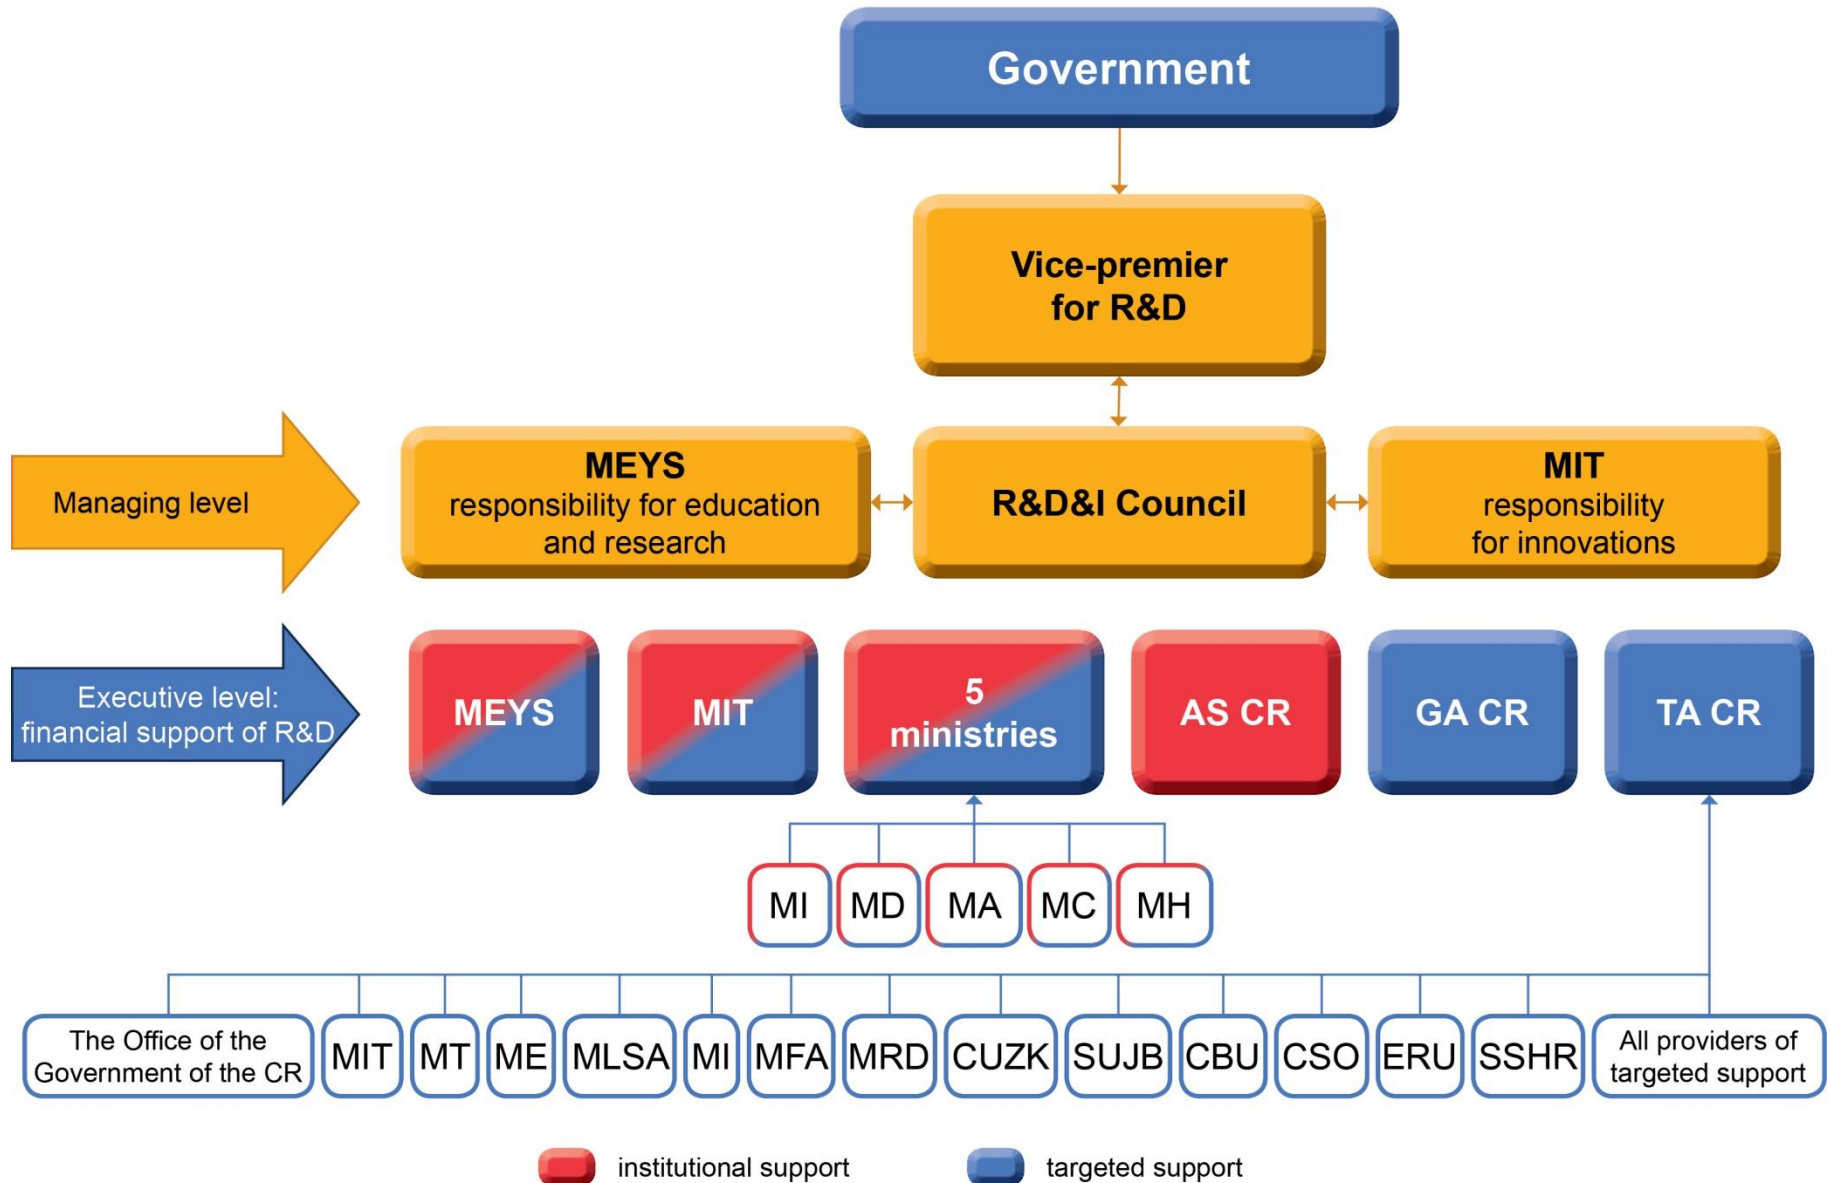 Government
Vice-premier
for R&D
Managing level
MEYS
responsibility for education
and research
R&D&I Council
MIT
responsibility
for innovations
Executive level:
financial support of R&D
MEYS
MIT
5
ministries
AS CR
GA CR
TA CR
MI
MD
MA
MC
MH
The Office of the
Government of the CR
MIT
MT
ME
MLSA
MI
MFA
MRD
CUZK
SUJB
CBU
CSO
ERU
SSHR
All providers of
targeted support
institutional support
targeted support